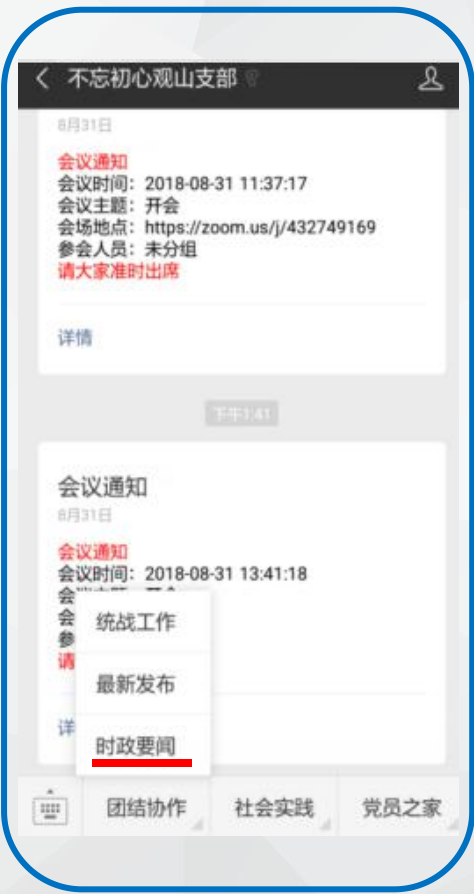 不忘初心观山支部
8月31日
会议通知
会议时间：2018-08-31 11:37:17
会议主题：开会
会场地点：https://zoom.us/j/432749169
参会人员：未分组
请大家准时出席
详情
下午1:41
会议通知
8月31日
会议通知
会议时间：2018-08-31 13:41:18
会
会
参
请
详
统战工作
最新发布
时政要闻
团结协作
社会实践
党员之家